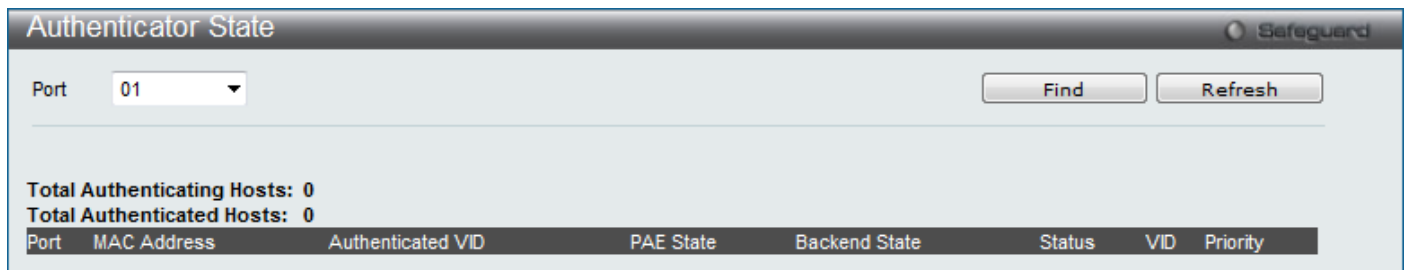 Authenticator State
Safeguard
Port 01 Find Refresh
Total Authenticating Hosts: 0
Total Authenticated Hosts: 0
Port MAC Address Authenticated VID PAE State Backend State Status VID Priority